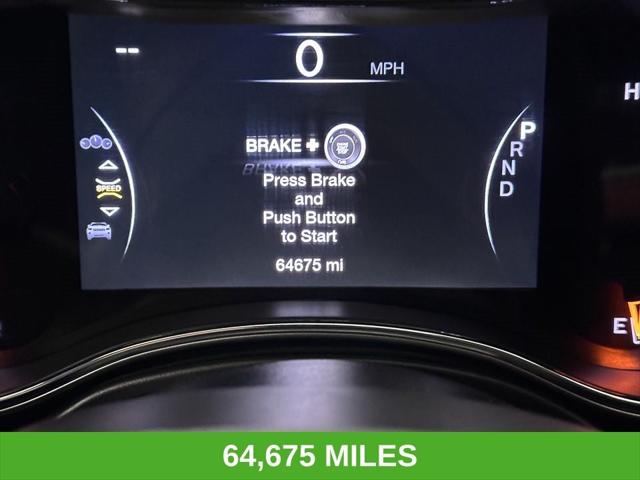 --
0 MPH
H
BRAKE +
P
R
N
D
SPEED
Press Brake
and
Push Button
to Start
64675 mi
E
64,675 MILES